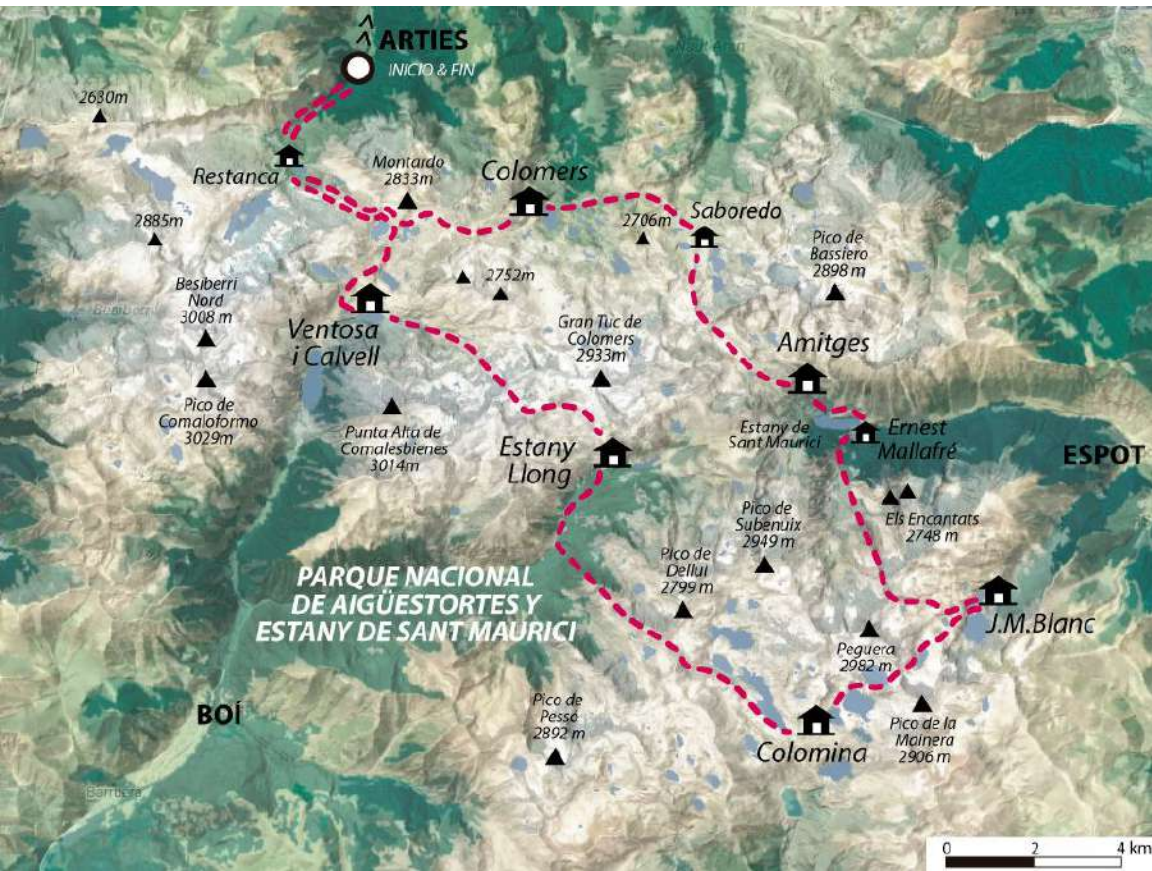 ARTIES
INICIO & FIN
2630m
Restanca
Montardo
2833m
Colomers
2706m
Saboredo
2885m
Pico de
Bassiero
2898 m
2752m
Besiberri
Nord
3008 m
Ventosa
i Calvell
Gran Tuc de
Colomers
2933m
Amitges
Pico de
Comaloformo
3029m
Punta Alta de
Comalesbienes
3014m
Estany
Llong
Estany de
Sant Maurici
Ernest
Mallafré
ESPOT
Els Encantats
2748 m
Pico de
Subenuix
2949 m
Pico de
Dellui
2799 m
PARQUE NACIONAL
DE AIGÜESTORTES Y
ESTANY DE SANT MAURICI
J.M.Blanc
Peguera
2982 m
BOÍ
Pico de
Pessó
2892 m
Colomina
Pico de la
Mainera
2906 m
0 2 4 km